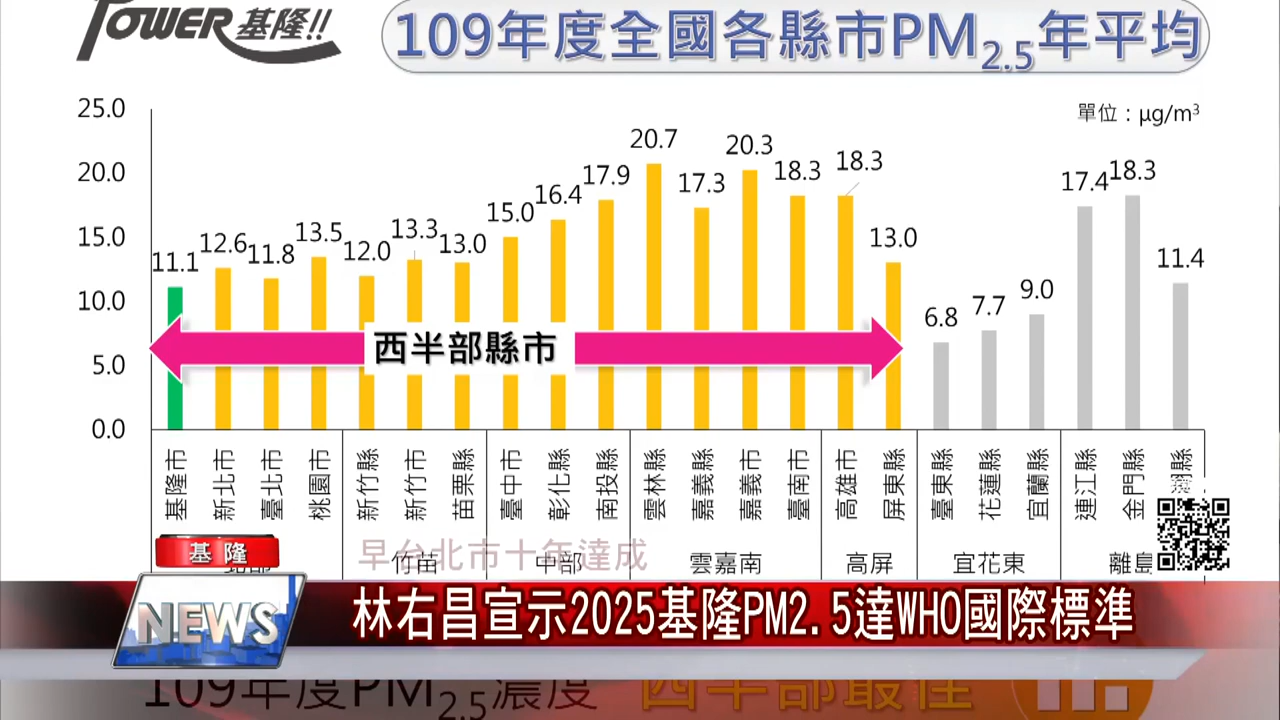 POWER基隆!!
109年度全國各縣市PM2.5年平均
單位：μg/m³
25.0
20.0
15.0
10.0
5.0
0.0
11.1
12.6
11.8
13.5
12.0
13.3
13.0
15.0
16.4
17.9
20.7
17.3
20.3
18.3
18.3
13.0
6.8
7.7
9.0
17.4
18.3
11.4
西半部縣市
基隆市
新北市
臺北市
桃園市
新竹縣
新竹市
苗栗縣
臺中市
彰化縣
南投縣
雲林縣
嘉義縣
嘉義市
臺南市
高雄市
屏東縣
臺東縣
花蓮縣
宜蘭縣
連江縣
金門縣
竹苗
中部
雲嘉南
高屏
宜花東
離島
基隆
早台北市十年達成
NEWS
林右昌宣示2025基隆PM2.5達WHO國際標準
109年度PM2.5濃度 西半部最佳